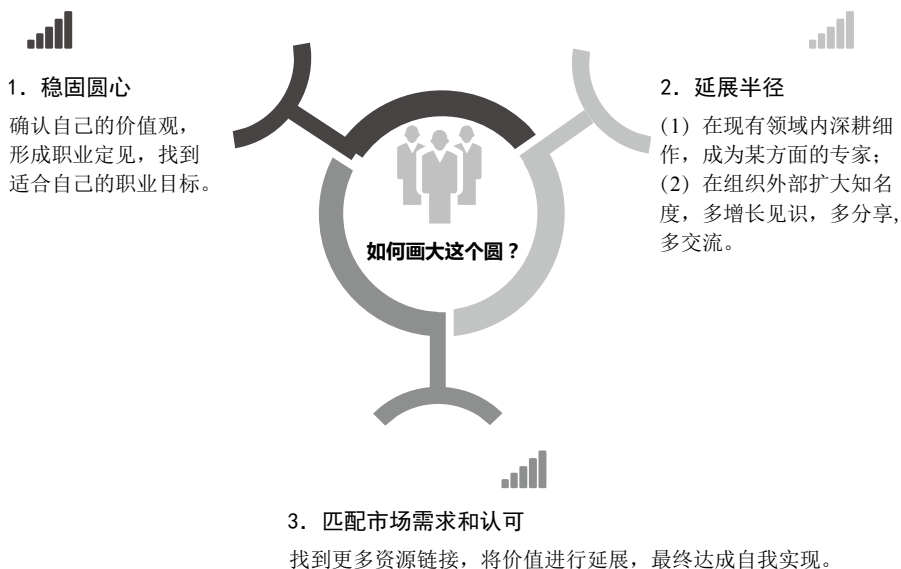 1. 稳固圆心
确认自己的价值观，
形成职业定见，找到
适合自己的职业目标。
2. 延展半径
(1) 在现有领域内深耕细
作，成为某方面的专家；
(2) 在组织外部扩大知名
度，多增长见识，多分享，
多交流。
如何画大这个圆？
3. 匹配市场需求和认可
找到更多资源链接，将价值进行延展，最终达成自我实现。